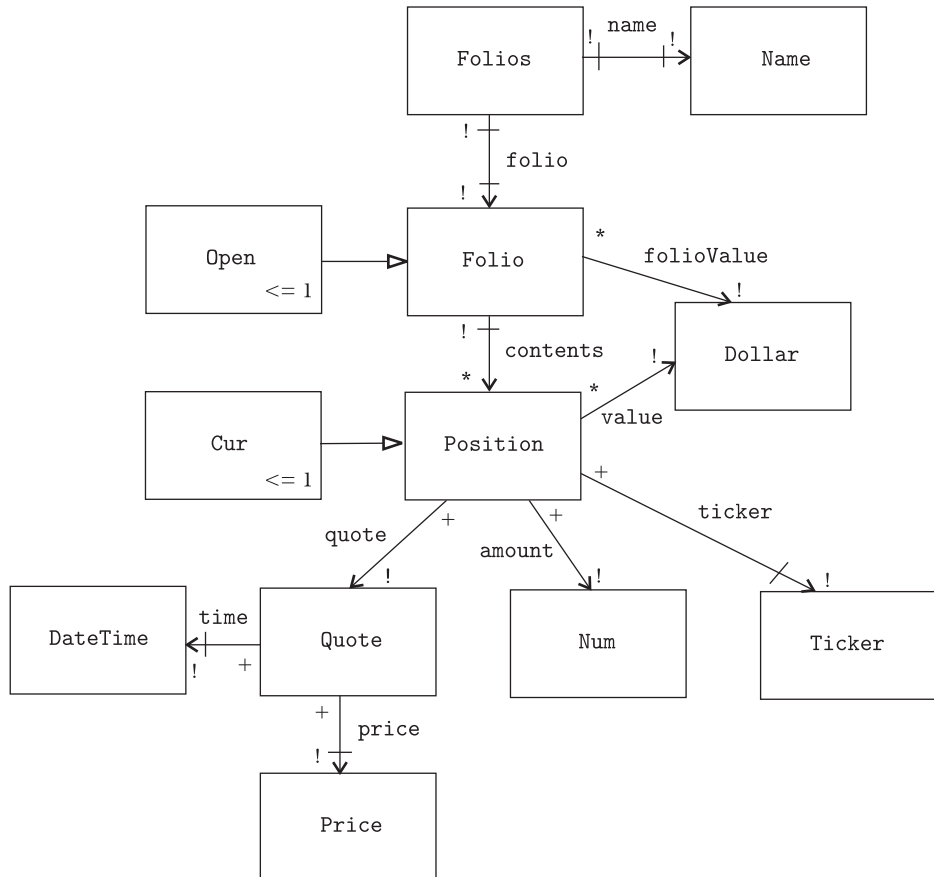 ! name !
Folios
Name
!
folio
!
Open
<= 1
Folio
*
folioValue
!
Dollar
!
contents
*
!
*
value
Cur
<= 1
Position
+
ticker
!
+
quote
!
+
amount
!
DateTime
time
!
+
Quote
Num
Ticker
+
price
!
Price